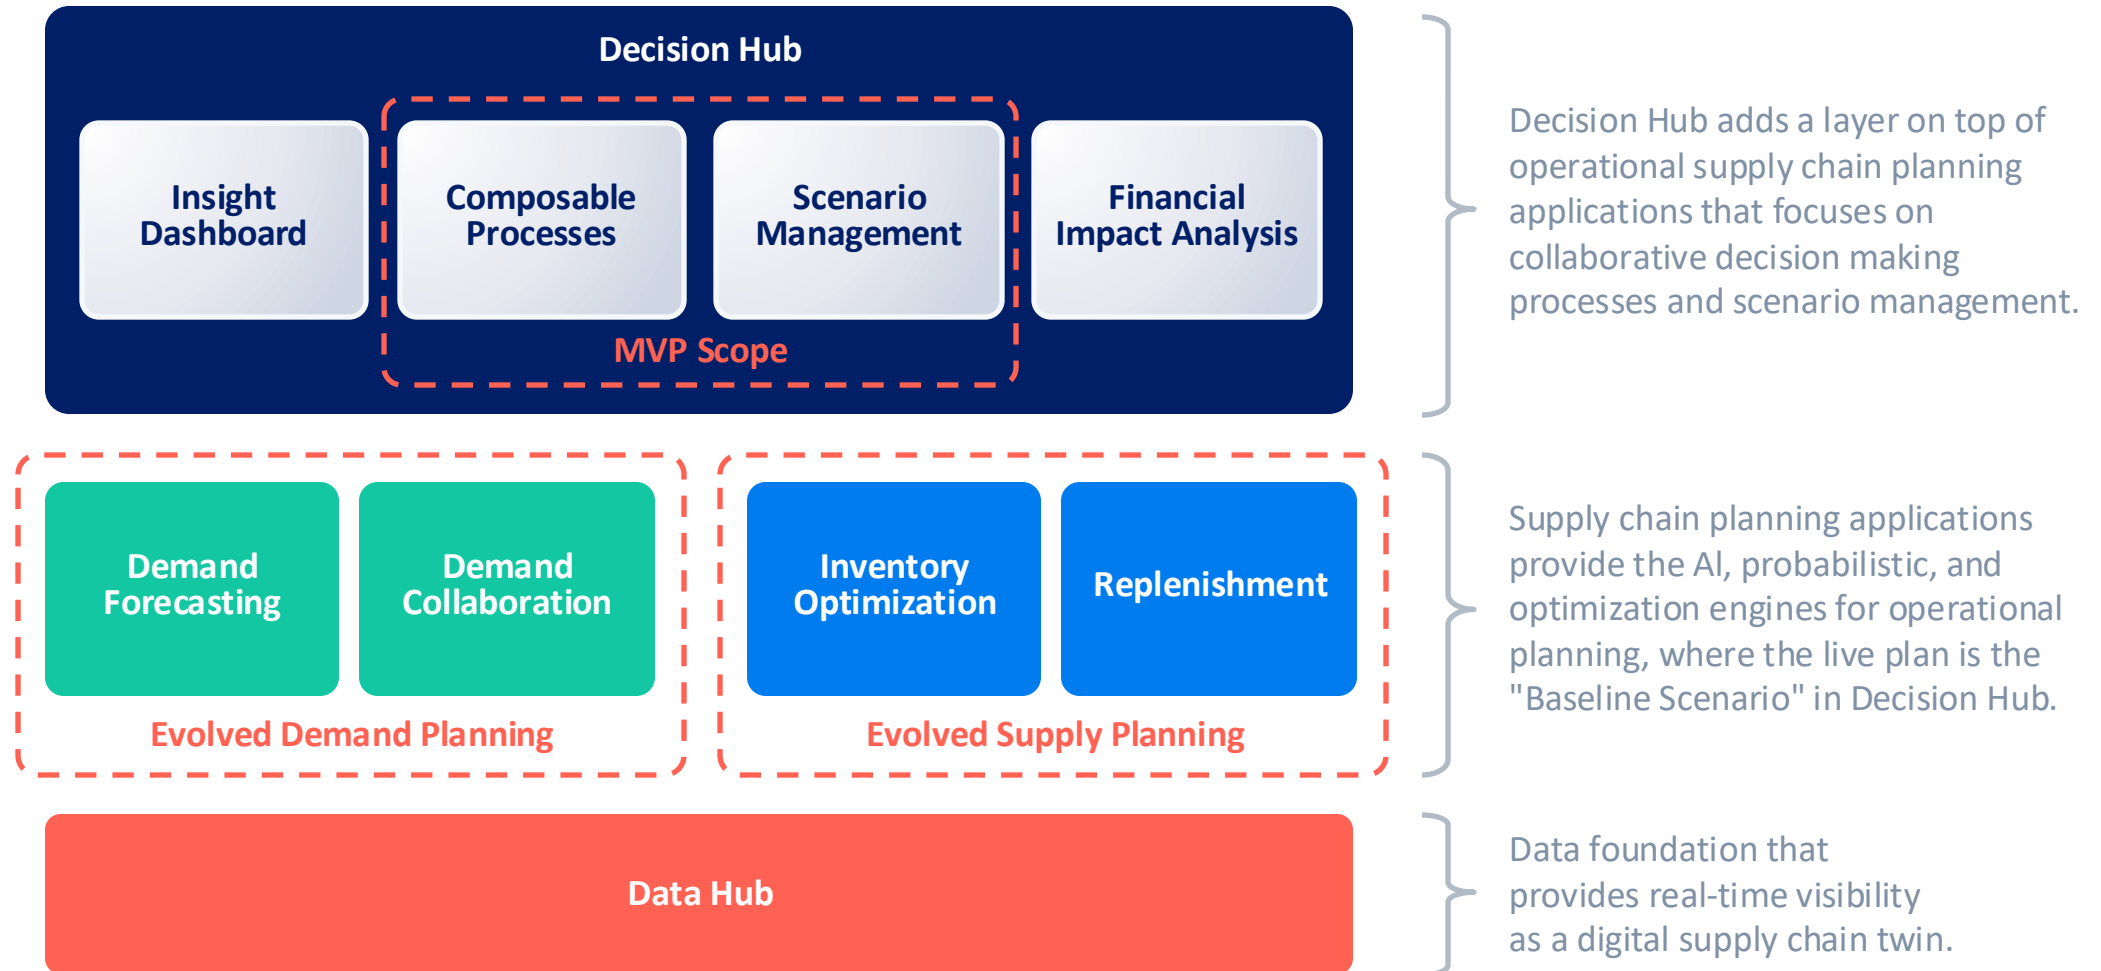 Decision Hub
Insight
Dashboard
Composable
Processes
Scenario
Management
Financial
Impact Analysis
MVP Scope
Decision Hub adds a layer on top of
operational supply chain planning
applications that focuses on
collaborative decision making
processes and scenario management.
Demand
Forecasting
Demand
Collaboration
Evolved Demand Planning
Inventory
Optimization
Replenishment
Evolved Supply Planning
Supply chain planning applications
provide the AI, probabilistic, and
optimization engines for operational
planning, where the live plan is the
"Baseline Scenario" in Decision Hub.
Data Hub
Data foundation that
provides real-time visibility
as a digital supply chain twin.